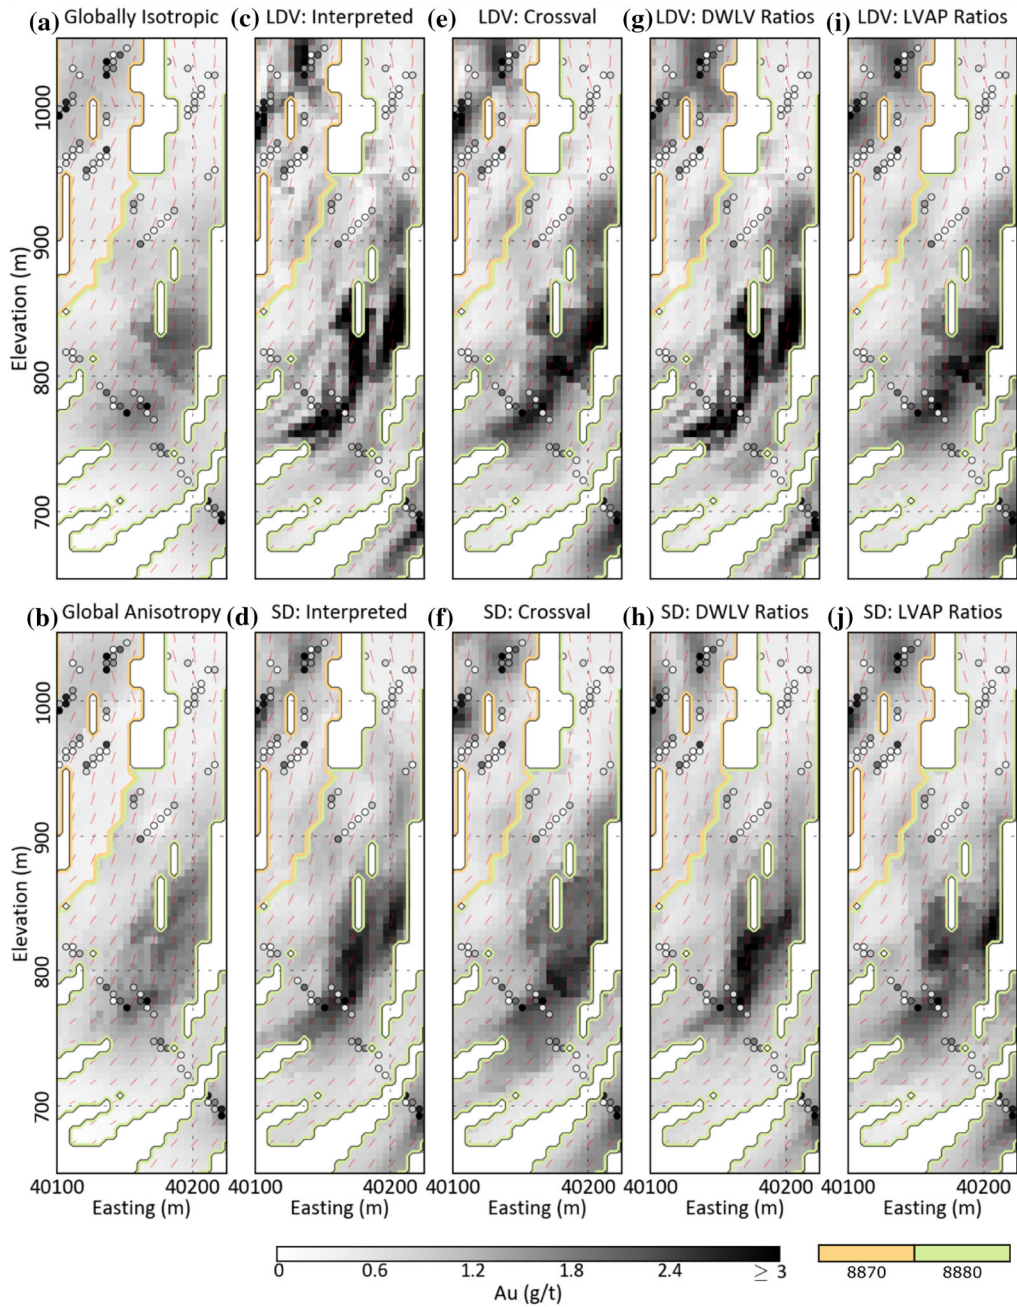 (a) Globally Isotropic
(c) LDV: Interpreted
(e) LDV: Crossval
(g) LDV: DWLV Ratios
(i) LDV: LVAP Ratios
Elevation (m)
1000
900
800
700
(b) Global Anisotropy
(d) SD: Interpreted
(f) SD: Crossval
(h) SD: DWLV Ratios
(j) SD: LVAP Ratios
Elevation (m)
1000
900
800
700
40100 40200 40100 40200 40100 40200 40100 40200 40100 40200
Easting (m) Easting (m) Easting (m) Easting (m) Easting (m)
0 0.6 1.2 1.8 2.4 ≥ 3
Au (g/t)
8870 8880